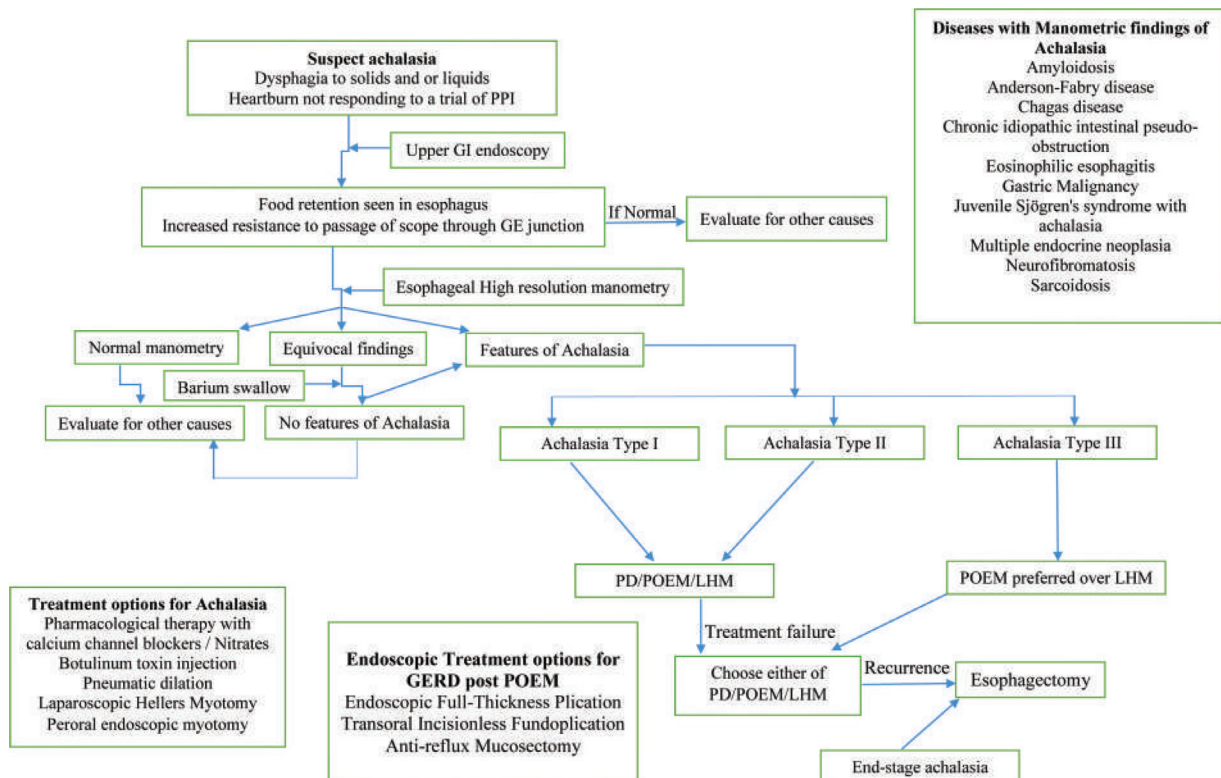 Suspect achalasia
Dysphagia to solids and or liquids
Heartburn not responding to a trial of PPI
Upper GI endoscopy
Food retention seen in esophagus
Increased resistance to passage of scope through GE junction
If Normal
Evaluate for other causes
Esophageal High resolution manometry
Normal manometry
Equivocal findings
Features of Achalasia
Barium swallow
Evaluate for other causes
No features of Achalasia
Achalasia Type I
Achalasia Type II
Achalasia Type III
PD/POEM/LHM
POEM preferred over LHM
Treatment failure
Choose either of
PD/POEM/LHM
Recurrence
Esophagectomy
End-stage achalasia
Diseases with Manometric findings of
Achalasia
Amyloidosis
Anderson-Fabry disease
Chagas disease
Chronic idiopathic intestinal pseudo-
obstruction
Eosinophilic esophagitis
Gastric Malignancy
Juvenile Sjögren's syndrome with
achalasia
Multiple endocrine neoplasia
Neurofibromatosis
Sarcoidosis
Treatment options for Achalasia
Pharmacological therapy with
calcium channel blockers / Nitrates
Botulinum toxin injection
Pneumatic dilation
Laparoscopic Hellers Myotomy
Peroral endoscopic myotomy
Endoscopic Treatment options for
GERD post POEM
Endoscopic Full-Thickness Plication
Transoral Incisionless Fundoplication
Anti-reflux Mucosectomy